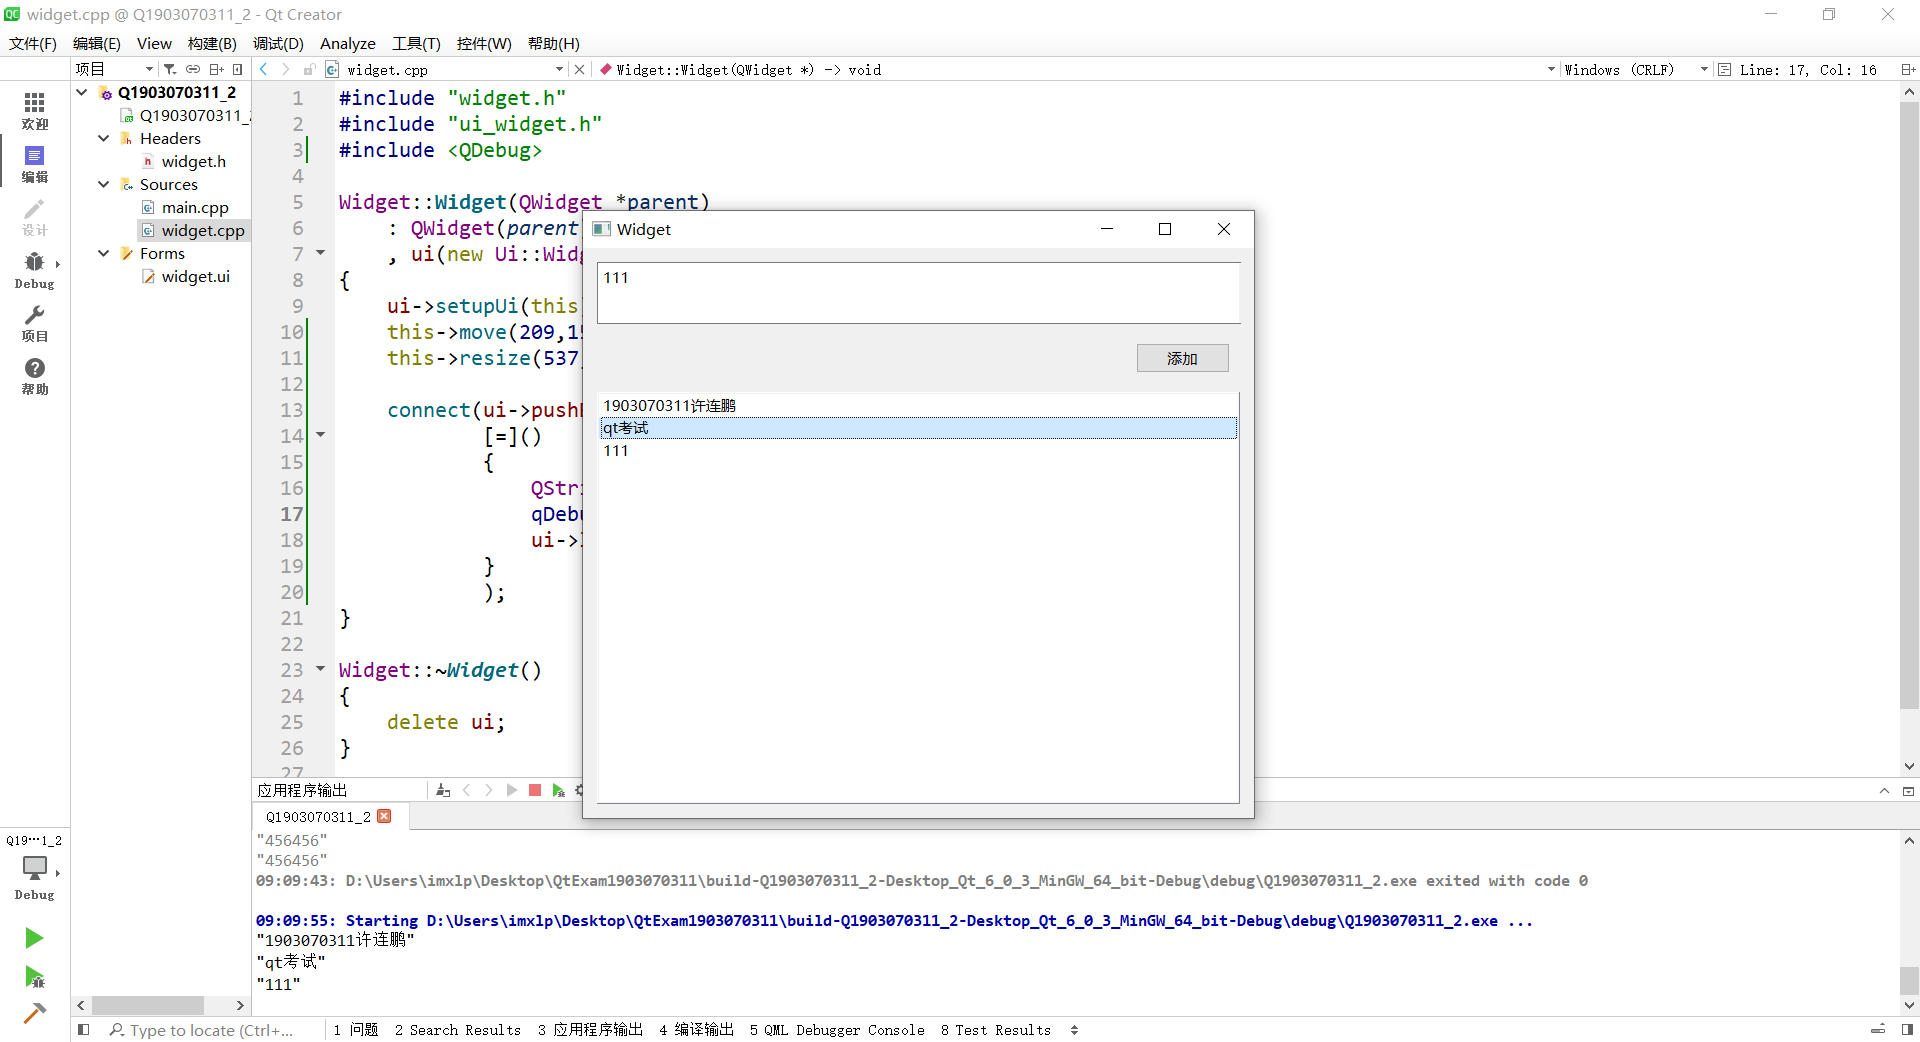 widget.cpp @ Q1903070311_2 - Qt Creator
文件(F) 编辑(E) View 构建(B) 调试(D) Analyze 工具(T) 控件(W) 帮助(H)
项目
widget.cpp
Widget::Widget(QWidget *) -> void
Windows (CRLF)
Line: 17, Col: 16
欢迎
编辑
设计
Debug
项目
帮助
Q1903070311_2
Q1903070311_
Headers
widget.h
Sources
main.cpp
widget.cpp
Forms
widget.ui
1 #include "widget.h"
2 #include "ui_widget.h"
3 #include <QDebug>
4
5 Widget::Widget(QWidget *parent)
6 : QWidget(parent
7 , ui(new Ui::Widg
8 {
9 ui->setupUi(this
10 this->move(209,15
11 this->resize(537
12
13 connect(ui->push
14 [=]()
15 {
16 QStri
17 qDebu
18 ui->
19 }
20 );
21 }
22
23 Widget::~Widget()
24 {
25 delete ui;
26 }
27
Widget
111
添加
1903070311许连鹏
qt考试
111
应用程序输出
Q1903070311_2
"456456"
"456456"
09:09:43: D:\Users\imxlp\Desktop\QtExam1903070311\build-Q1903070311_2-Desktop_Qt_6_0_3_MinGW_64_bit-Debug\debug\Q1903070311_2.exe exited with code 0
09:09:55: Starting D:\Users\imxlp\Desktop\QtExam1903070311\build-Q1903070311_2-Desktop_Qt_6_0_3_MinGW_64_bit-Debug\debug\Q1903070311_2.exe ...
"1903070311许连鹏"
"qt考试"
"111"
Q19···1_2
Debug
Type to locate (Ctrl+...
1 问题 2 Search Results 3 应用程序输出 4 编译输出 5 QML Debugger Console 8 Test Results